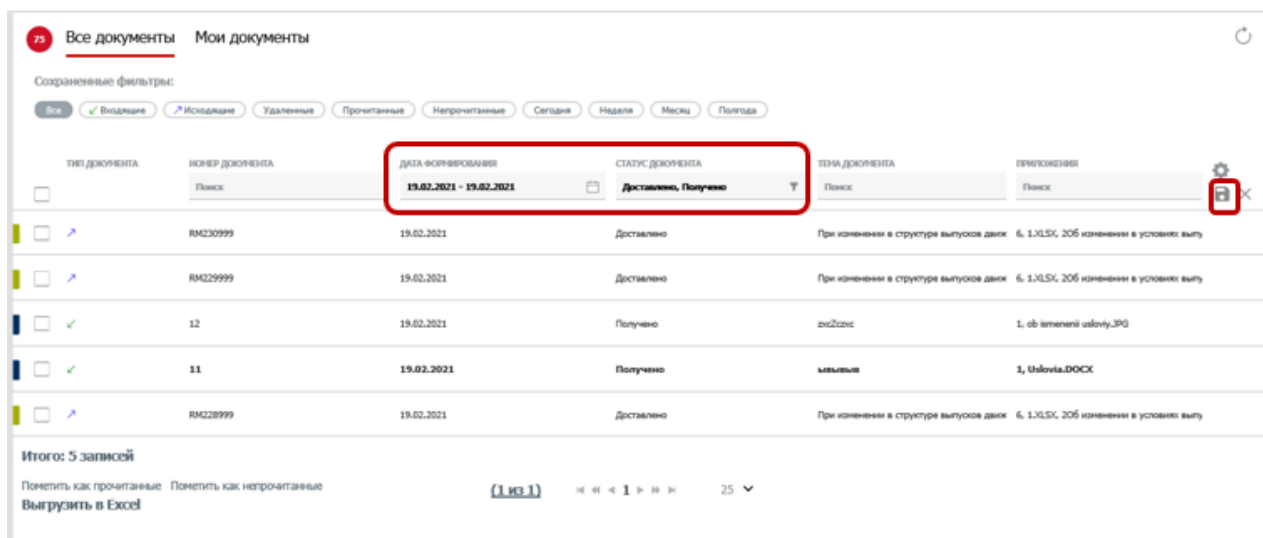 75 Все документы Мои документы
Сохраненные фильтры:
Все Входящие Исходящие Удаленные Прочитанные Непрочитанные Сегодня Неделя Месяц Полгода
ТИП ДОКУМЕНТА НОМЕР ДОКУМЕНТА ДАТА ФОРМИРОВАНИЯ СТАТУС ДОКУМЕНТА ТЕМА ДОКУМЕНТА ПРИЛОЖЕНИЯ
Поиск 19.02.2021 - 19.02.2021 Доставлено, Получено Поиск Поиск
RM230999 19.02.2021 Доставлено При изменении в структуре выпусков движ 6, 1.XLSX, 2Об изменении в условиях выпу
RM229999 19.02.2021 Доставлено При изменении в структуре выпусков движ 6, 1.XLSX, 2Об изменении в условиях выпу
12 19.02.2021 Получено zxcZczxc 1, ob ismenenii usloviy.JPG
11 19.02.2021 Получено ывывыв 1, Uslovia.DOCX
RM228999 19.02.2021 Доставлено При изменении в структуре выпусков движ 6, 1.XLSX, 2Об изменении в условиях выпу
Итого: 5 записей
Пометить как прочитанные Пометить как непрочитанные (1 из 1) 1 25
Выгрузить в Excel